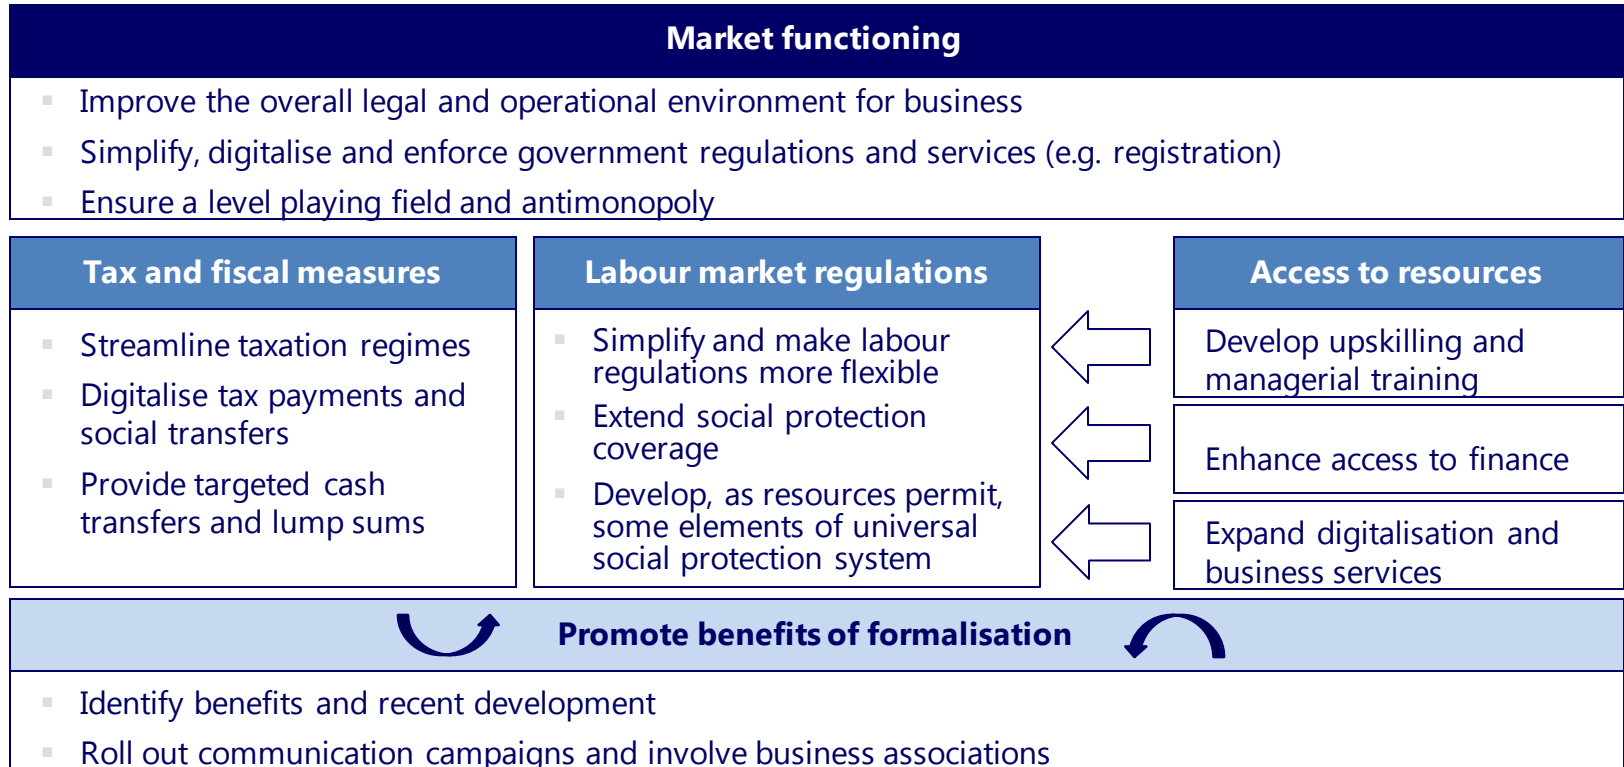 Market functioning
Improve the overall legal and operational environment for business
Simplify, digitalise and enforce government regulations and services (e.g. registration)
Ensure a level playing field and antimonopoly
Tax and fiscal measures
Streamline taxation regimes
Digitalise tax payments and
social transfers
Provide targeted cash
transfers and lump sums
Labour market regulations
Simplify and make labour
regulations more flexible
Extend social protection
coverage
Develop, as resources permit,
some elements of universal
social protection system
Access to resources
Develop upskilling and
managerial training
Enhance access to finance
Expand digitalisation and
business services
Promote benefits of formalisation
Identify benefits and recent development
Roll out communication campaigns and involve business associations